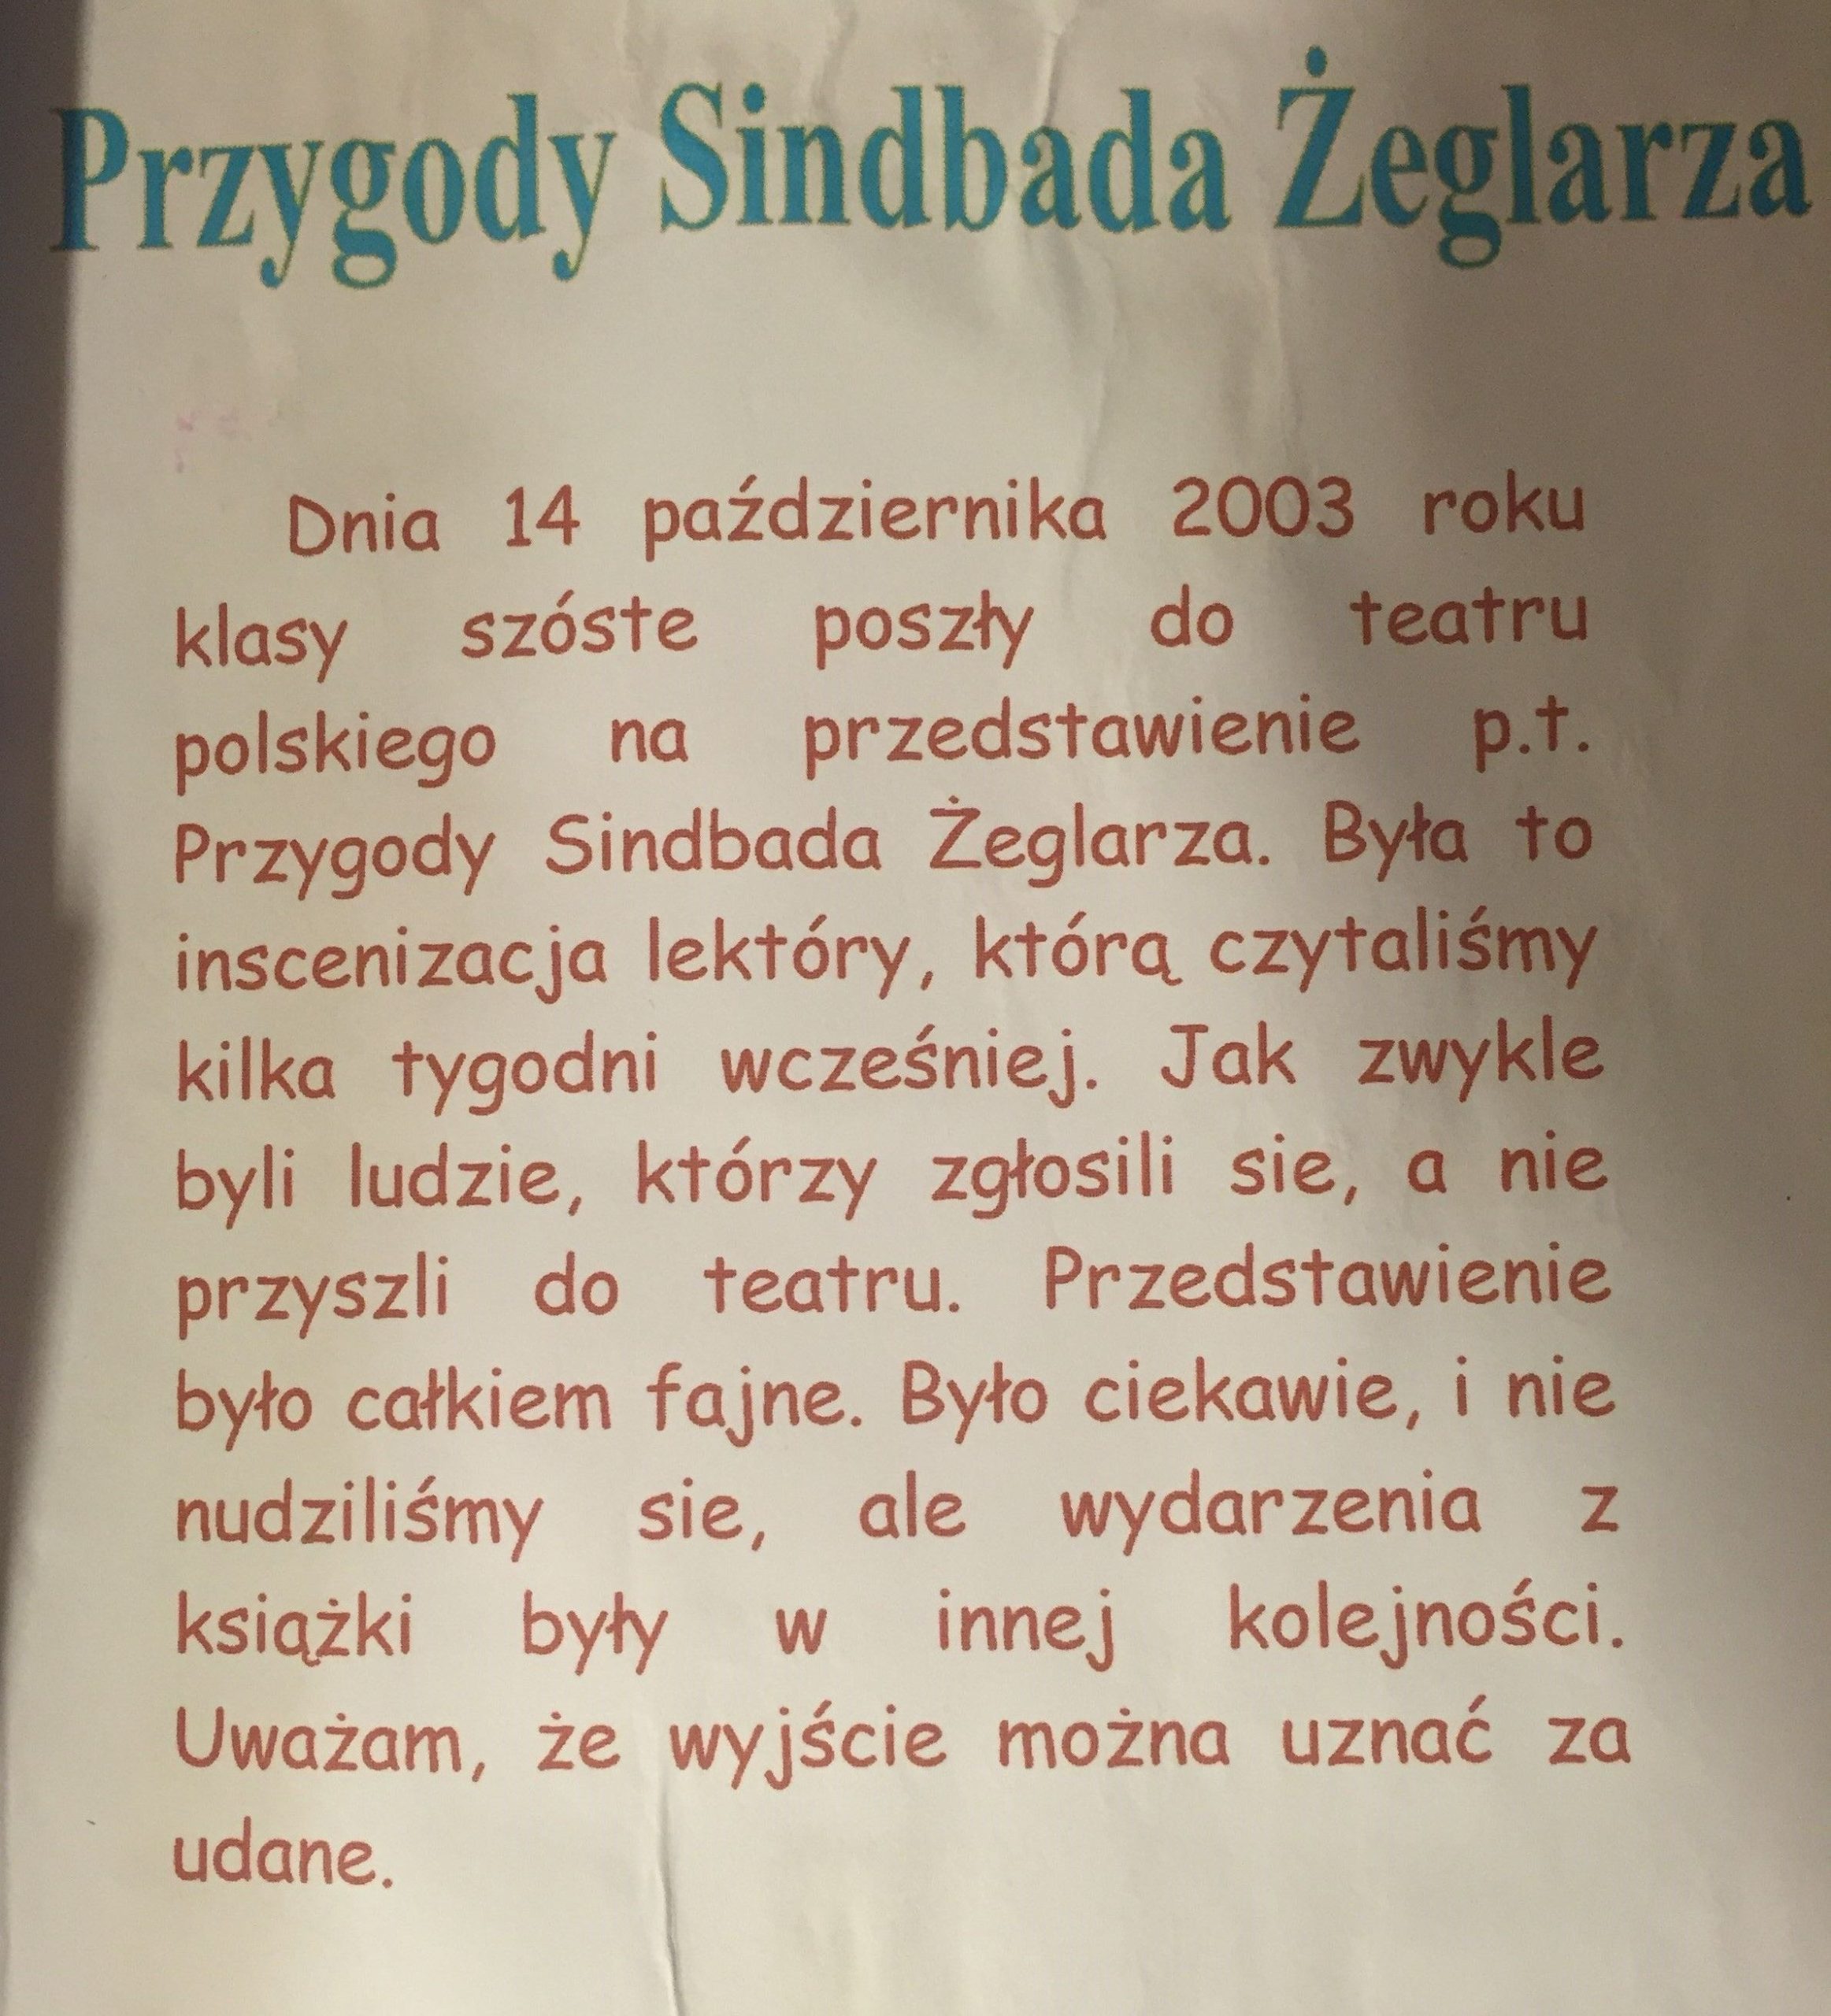 Przygody Sindbada Żeglarza
Dnia 14 października 2003 roku
klasy szóste poszły do teatru
polskiego na przedstawienie p.t.
Przygody Sindbada Żeglarza. Była to
inscenizacja lektóry, którą czytaliśmy
kilka tygodni wcześniej. Jak zwykle
byli ludzie, którzy zgłosili sie, a nie
przyszli do teatru. Przedstawienie
było całkiem fajne. Było ciekawie, i nie
nudziliśmy sie, ale wydarzenia z
książki były w innej kolejności.
Uważam, że wyjście można uznać za
udane.